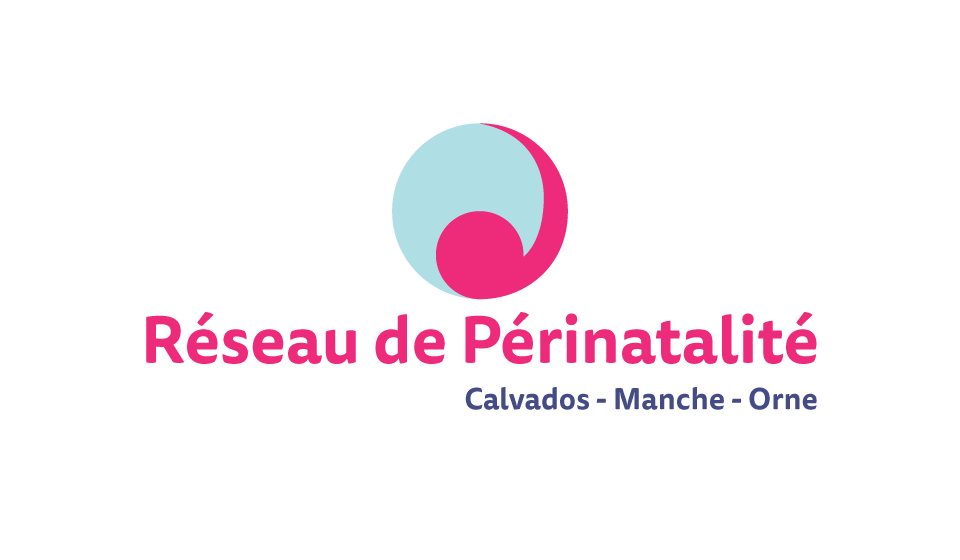 Réseau de Périnatalité
Calvados - Manche - Orne